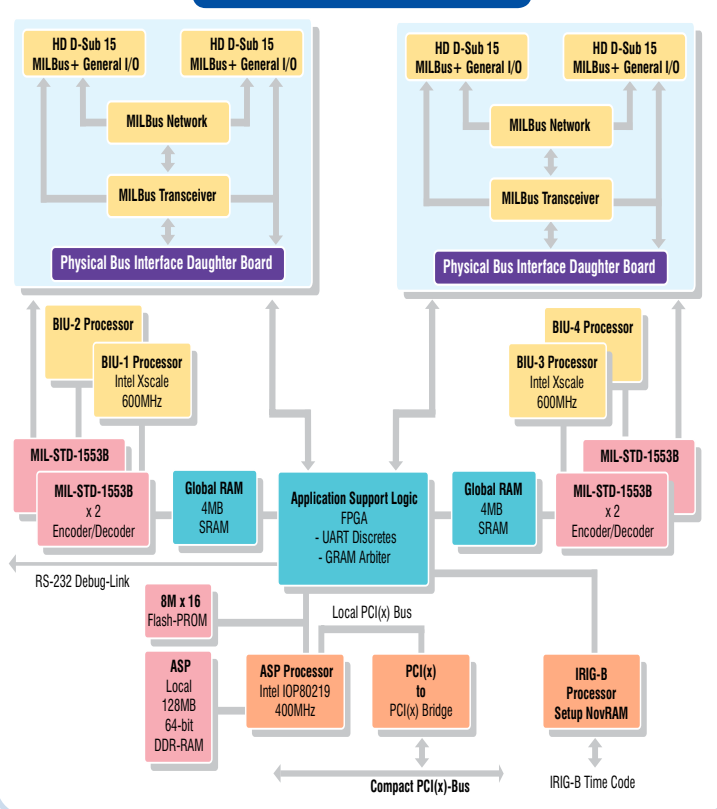 HD D-Sub 15
MILBus+ General I/O
HD D-Sub 15
MILBus+ General I/O
MILBus Network
MILBus Transceiver
Physical Bus Interface Daughter Board
HD D-Sub 15
MILBus+ General I/O
HD D-Sub 15
MILBus+ General I/O
MILBus Network
MILBus Transceiver
Physical Bus Interface Daughter Board
BIU-2 Processor
BIU-1 Processor
Intel Xscale
600MHz
BIU-4 Processor
BIU-3 Processor
Intel Xscale
600MHz
MIL-STD-1553B
MIL-STD-1553B
x 2
Encoder/Decoder
Global RAM
4MB
SRAM
Application Support Logic
FPGA
- UART Discretes
- GRAM Arbiter
Global RAM
4MB
SRAM
MIL-STD-1553B
MIL-STD-1553B
x 2
Encoder/Decoder
RS-232 Debug-Link
8M x 16
Flash-PROM
Local PCI(x) Bus
ASP
Local
128MB
64-bit
DDR-RAM
ASP Processor
Intel IOP80219
400MHz
PCI(x)
to
PCI(x) Bridge
IRIG-B
Processor
Setup NovRAM
Compact PCI(x)-Bus
IRIG-B Time Code